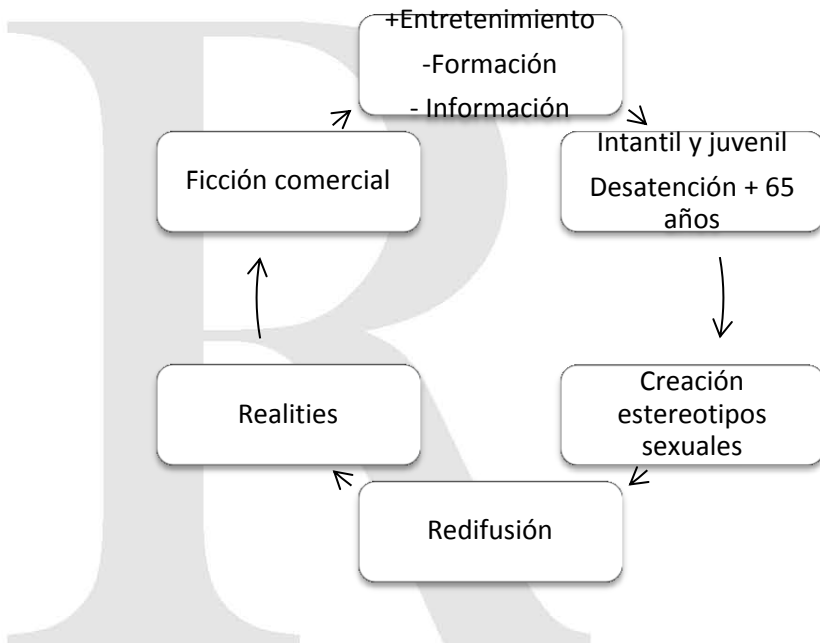 +Entretenimiento
-Formación
- Información
Intantil y juvenil
Desatención + 65
años
Creación
estereotipos
sexuales
Redifusión
Realities
Ficción comercial
R